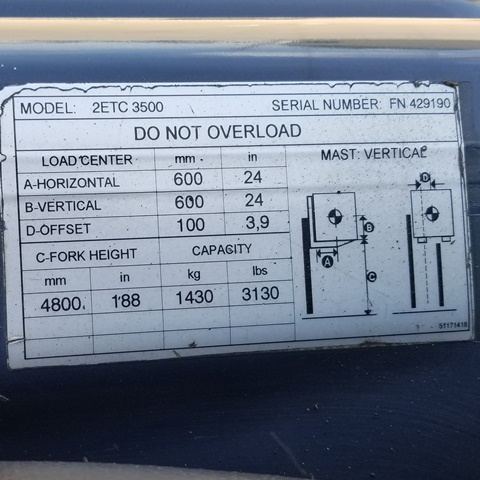 MODEL: 2ETC 3500 SERIAL NUMBER: FN 429190
DO NOT OVERLOAD
LOAD CENTER mm in MAST: VERTICAL
A-HORIZONTAL 600 24
B-VERTICAL 600 24
D-OFFSET 100 3,9
C-FORK HEIGHT CAPACITY
mm in kg lbs
4800 188 1430 3130
D
B
A
C
51171418